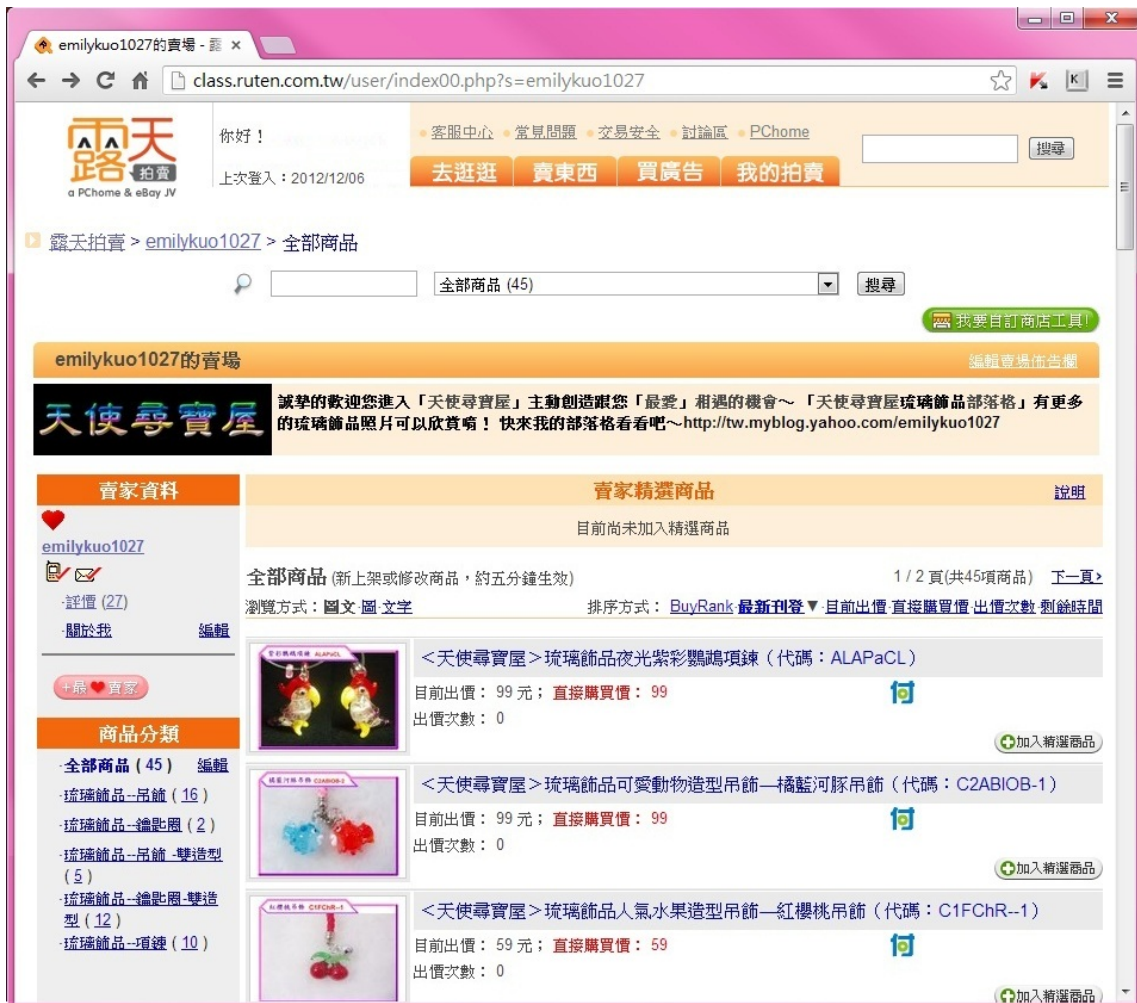 emilykuo1027的賣場 - 露
class.ruten.com.tw/user/index00.php?s=emilykuo1027
K
露天
拍賣
a PChome & eBay JV
你好！
上次登入：2012/12/06
客服中心 常見問題 交易安全 討論區 PChome
去逛逛 賣東西 買廣告 我的拍賣
搜尋
露天拍賣 > emilykuo1027 > 全部商品
全部商品 (45)
搜尋
我要自訂商店工具!
emilykuo1027的賣場
編輯賣場佈告欄
天使尋寶屋
誠摯的歡迎您進入「天使尋寶屋」主動創造跟您「最愛」相遇的機會～「天使尋寶屋琉璃飾品部落格」有更多
的琉璃飾品照片可以欣賞唷！快來我的部落格看看吧～http://tw.myblog.yahoo.com/emilykuo1027
賣家資料
emilykuo1027
·評價 (27)
·關於我 編輯
+最♥賣家
商品分類
·全部商品 ( 45 ) 編輯
·琉璃飾品--吊飾 ( 16 )
·琉璃飾品--鑰匙圈 ( 2 )
·琉璃飾品--吊飾 -雙造型
( 5 )
·琉璃飾品--鑰匙圈-雙造
型 ( 12 )
·琉璃飾品--項鍊 ( 10 )
賣家精選商品
說明
目前尚未加入精選商品
全部商品 (新上架或修改商品，約五分鐘生效)
1 / 2 頁(共45項商品) 下一頁>
瀏覽方式：圖文·圖·文字
排序方式： BuyRank·最新刊登▼·目前出價·直接購買價·出價次數·剩餘時間
紫彩鸚鵡項鍊 ALAPaCL
＜天使尋寶屋＞琉璃飾品夜光紫彩鸚鵡項鍊（代碼：ALAPaCL）
目前出價： 99 元； 直接購買價： 99
付
出價次數： 0
加入精選商品
橘藍河豚吊飾 C2ABIOB-1
＜天使尋寶屋＞琉璃飾品可愛動物造型吊飾—橘藍河豚吊飾（代碼：C2ABIOB-1）
目前出價： 99 元； 直接購買價： 99
付
出價次數： 0
加入精選商品
紅櫻桃吊飾 C1FChR--1
＜天使尋寶屋＞琉璃飾品人氣水果造型吊飾—紅櫻桃吊飾（代碼：C1FChR--1）
目前出價： 59 元； 直接購買價： 59
付
出價次數： 0
加入精選商品